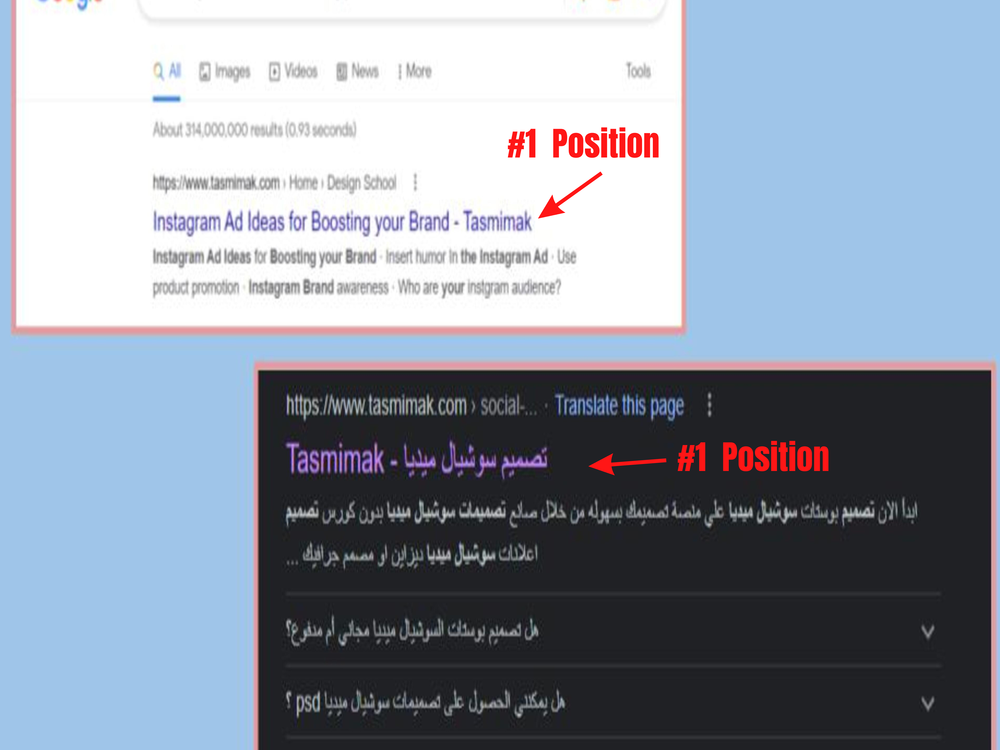 All Images Videos News More Tools
About 314,000,000 results (0.93 seconds)
#1 Position
https://www.tasmimak.com › Home › Design School
Instagram Ad Ideas for Boosting your Brand - Tasmimak
Instagram Ad Ideas for Boosting your Brand · Insert humor In the Instagram Ad · Use
product promotion · Instagram Brand awareness · Who are your instgram audience?
https://www.tasmimak.com › social-... · Translate this page
تصميم سوشيال ميديا - Tasmimak
#1 Position
ابدأ الان تصميم بوستات سوشيال ميديا على منصة تصميمك بسهوله من خلال صانع تصميمات سوشيال ميديا بدون كورس تصميم
اعلانات سوشيال ميديا ديزاين او مصمم جرافيك ...
هل تصميم بوستات السوشيال ميديا مجاني أم مدفوع؟
هل يمكنني الحصول على تصميمات سوشيال ميديا psd ؟